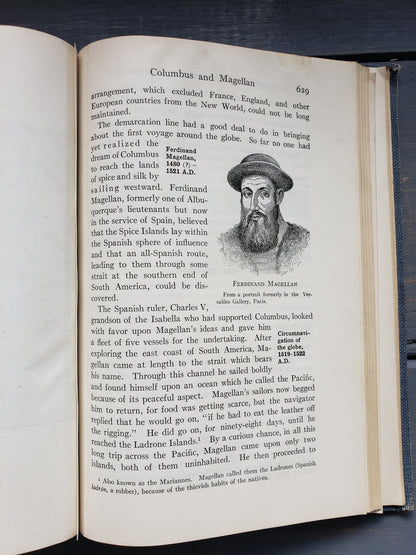 Columbus and Magellan 629
arrangement, which excluded France, England, and other
European countries from the New World, could not be long
maintained.
The demarcation line had a good deal to do in bringing
about the first voyage around the globe. So far no one had
yet realized the
dream of Columbus
to reach the lands
of spice and silk by
sailing westward. Ferdinand
Magellan, formerly one of Albu-
querque's lieutenants but now
in the service of Spain, believed
that the Spice Islands lay within
the Spanish sphere of influence
and that an all-Spanish route,
leading to them through some
strait at the southern end of
South America, could be dis-
covered.
Ferdinand
Magellan,
1480 (?) –
1521 A.D.
FERDINAND MAGELLAN
From a portrait formerly in the Ver-
sailles Gallery, Paris.
The Spanish ruler, Charles V,
grandson of the Isabella who had supported Columbus, looked
with favor upon Magellan's ideas and gave him
a fleet of five vessels for the undertaking. After
exploring the east coast of South America, Ma-
gellan came at length to the strait which bears
his name. Through this channel he sailed boldly
and found himself upon an ocean which he called the Pacific,
because of its peaceful aspect. Magellan's sailors now begged
him to return, for food was getting scarce, but the navigator
replied that he would go on, "if he had to eat the leather off
the rigging." He did go on, for ninety-eight days, until he
reached the Ladrone Islands.¹ By a curious chance, in all this
long trip across the Pacific, Magellan came upon only two
islands, both of them uninhabited. He then proceeded to
Circumnavi-
gation of
the globe,
1519-1522
A.D.
¹ Also known as the Mariannes. Magellan called them the Ladrones (Spanish
ladrón, a robber), because of the thievish habits of the natives.